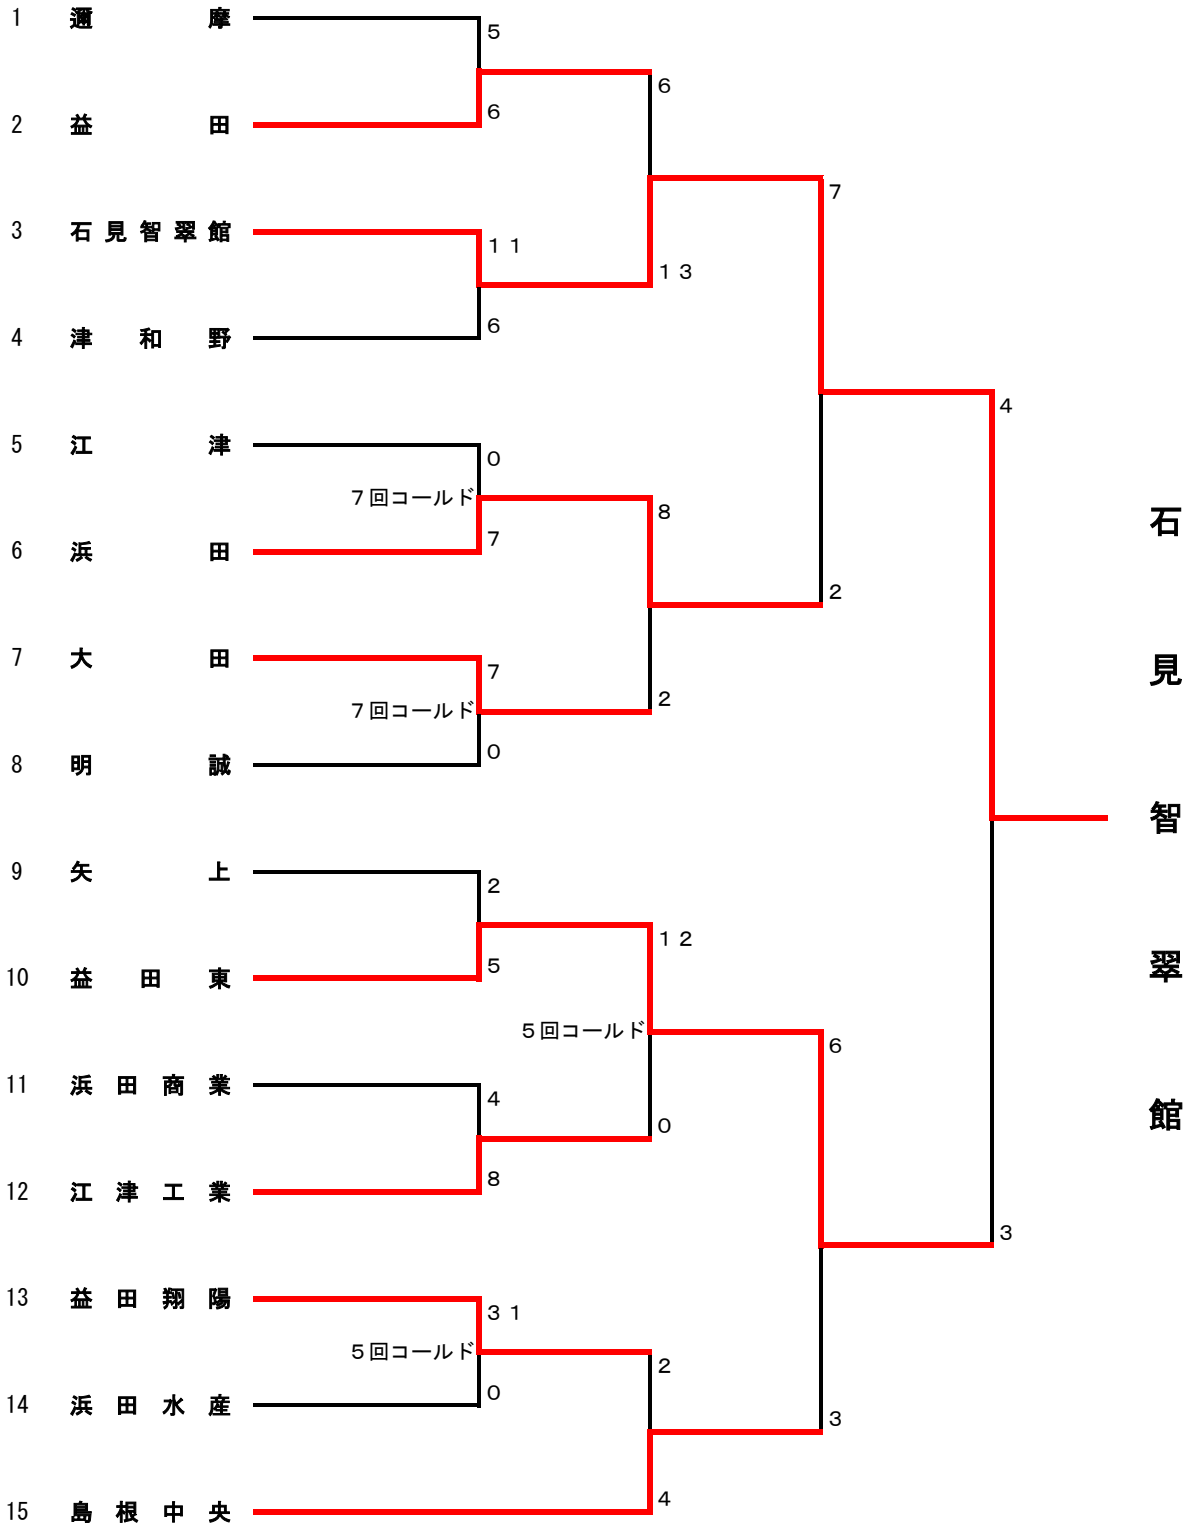 1 邇摩
5
6
2 益田
6
3 石見智翠館
11
13
6
4 津和野
7
5 江津
0
7回コールド
8
7
6 浜田
2
7 大田
7
7回コールド
2
0
8 明誠
4
9 矢上
2
12
5
10 益田東
5回コールド
6
11 浜田商業
4
0
8
12 江津工業
3
13 益田翔陽
31
5回コールド
2
0
14 浜田水産
3
4
15 島根中央
石見智翠館